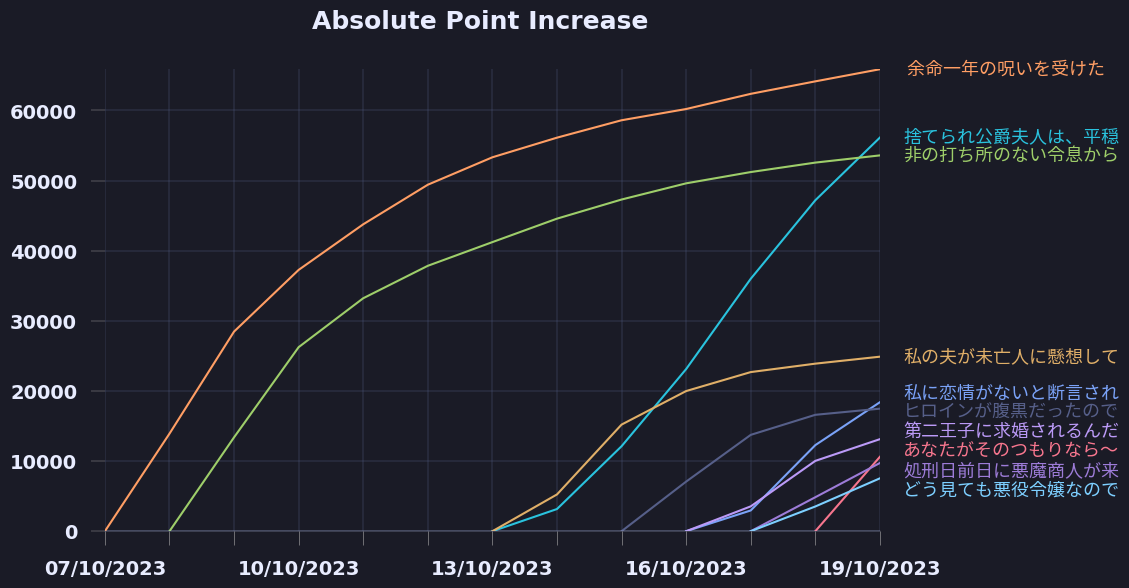 Absolute Point Increase
余命一年の呪いを受けた
60000
捨てられ公爵夫人は、平穏
非の打ち所のない令息から
50000
40000
30000
私の夫が未亡人に懸想して
20000
私に恋情がないと断言され
ヒロインが腹黒だったので
第二王子に求婚されるんだ
10000
あなたがそのつもりなら〜
処刑日前日に悪魔商人が来
どう見ても悪役令嬢なので
0
07/10/2023
10/10/2023
13/10/2023
16/10/2023
19/10/2023